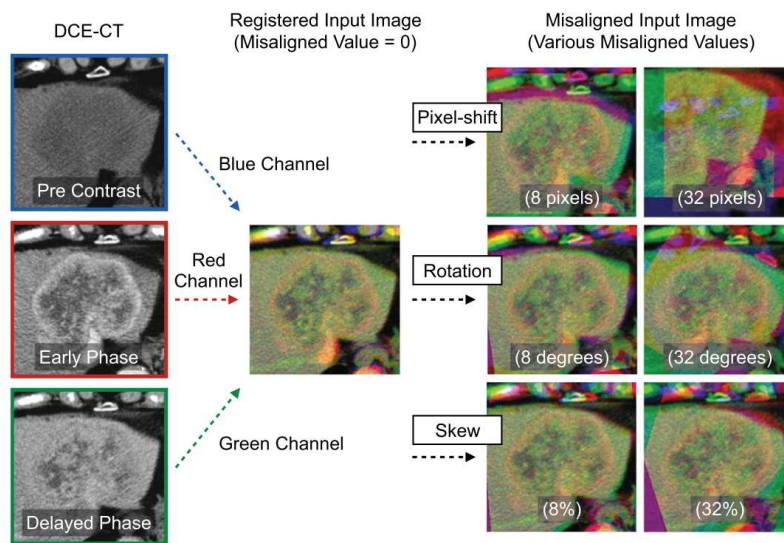 DCE-CT
Registered Input Image
(Misaligned Value = 0)
Misaligned Input Image
(Various Misaligned Values)
Pre Contrast
Blue Channel
Pixel-shift
(8 pixels)
(32 pixels)
Early Phase
Red
Channel
Rotation
(8 degrees)
(32 degrees)
Delayed Phase
Green Channel
Skew
(8%)
(32%)